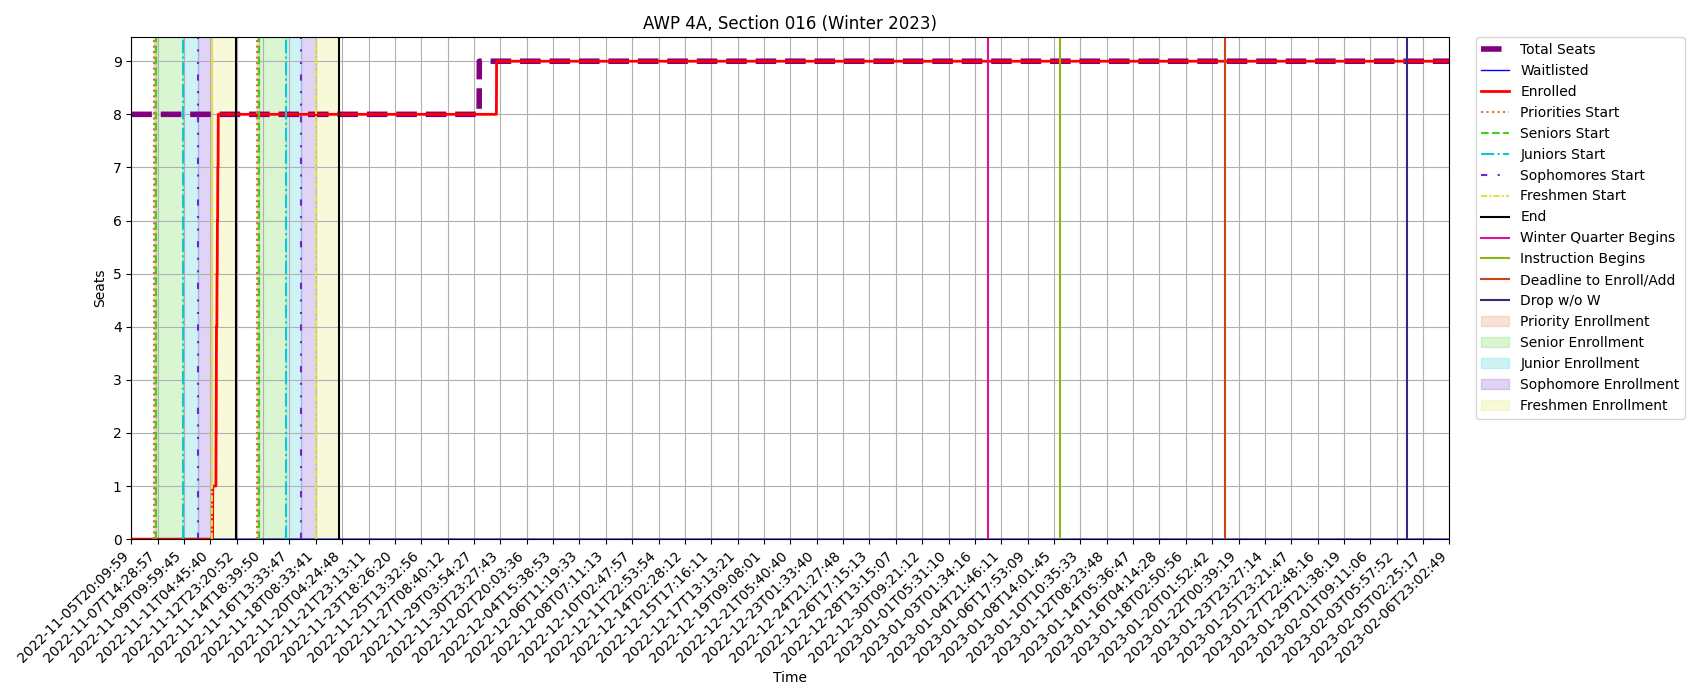 AWP 4A, Section 016 (Winter 2023)
Seats
9
8
7
6
5
4
3
2
1
0
2022-11-05T20:09:59
2022-11-07T14:28:57
2022-11-09T09:59:45
2022-11-11T04:45:40
2022-11-12T23:20:52
2022-11-14T18:39:50
2022-11-16T13:33:47
2022-11-18T08:33:41
2022-11-20T04:24:48
2022-11-21T23:13:11
2022-11-23T18:26:20
2022-11-25T13:32:56
2022-11-27T08:40:12
2022-11-29T03:54:27
2022-11-30T23:27:43
2022-12-02T20:03:36
2022-12-04T15:38:53
2022-12-06T11:19:33
2022-12-08T07:11:13
2022-12-10T02:47:57
2022-12-11T22:53:54
2022-12-14T02:28:12
2022-12-15T17:16:11
2022-12-17T13:13:21
2022-12-19T09:08:01
2022-12-21T05:40:40
2022-12-23T01:33:40
2022-12-24T21:27:48
2022-12-26T17:15:13
2022-12-28T13:15:07
2022-12-30T09:21:12
2023-01-01T05:31:10
2023-01-03T01:34:16
2023-01-04T21:46:11
2023-01-06T17:53:09
2023-01-08T14:01:45
2023-01-10T10:35:33
2023-01-12T08:23:48
2023-01-14T05:36:47
2023-01-16T04:14:28
2023-01-18T02:50:56
2023-01-20T01:52:42
2023-01-22T00:39:19
2023-01-23T23:27:14
2023-01-25T23:21:47
2023-01-27T22:48:16
2023-01-29T21:38:19
2023-02-01T09:11:06
2023-02-03T05:57:52
2023-02-05T02:25:17
2023-02-06T23:02:49
Time
Total Seats
Waitlisted
Enrolled
Priorities Start
Seniors Start
Juniors Start
Sophomores Start
Freshmen Start
End
Winter Quarter Begins
Instruction Begins
Deadline to Enroll/Add
Drop w/o W
Priority Enrollment
Senior Enrollment
Junior Enrollment
Sophomore Enrollment
Freshmen Enrollment